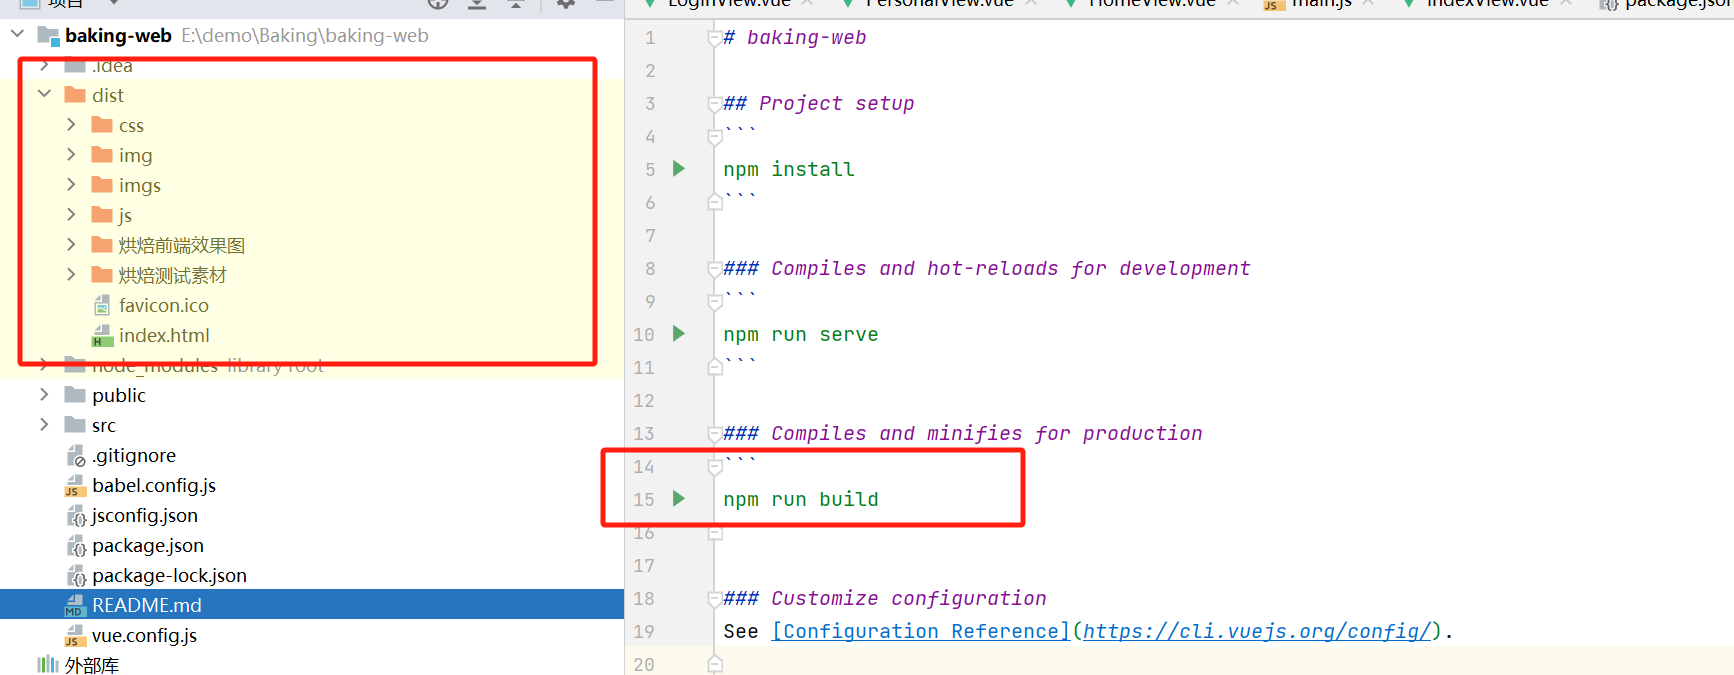 项目
baking-web E:\demo\Baking\baking-web
.idea
dist
css
img
imgs
js
烘焙前端效果图
烘焙测试素材
favicon.ico
index.html
node_modules library root
public
src
.gitignore
babel.config.js
jsconfig.json
package.json
package-lock.json
README.md
vue.config.js
外部库
LoginView.vue PersonalView.vue HomeView.vue main.js IndexView.vue package.json
1 # baking-web
2
3 ## Project setup
4 ```
5 npm install
6 ```
7
8 ### Compiles and hot-reloads for development
9 ```
10 npm run serve
11 ```
12
13 ### Compiles and minifies for production
14 ```
15 npm run build
16
17
18 ### Customize configuration
19 See [Configuration Reference](https://cli.vuejs.org/config/).
20